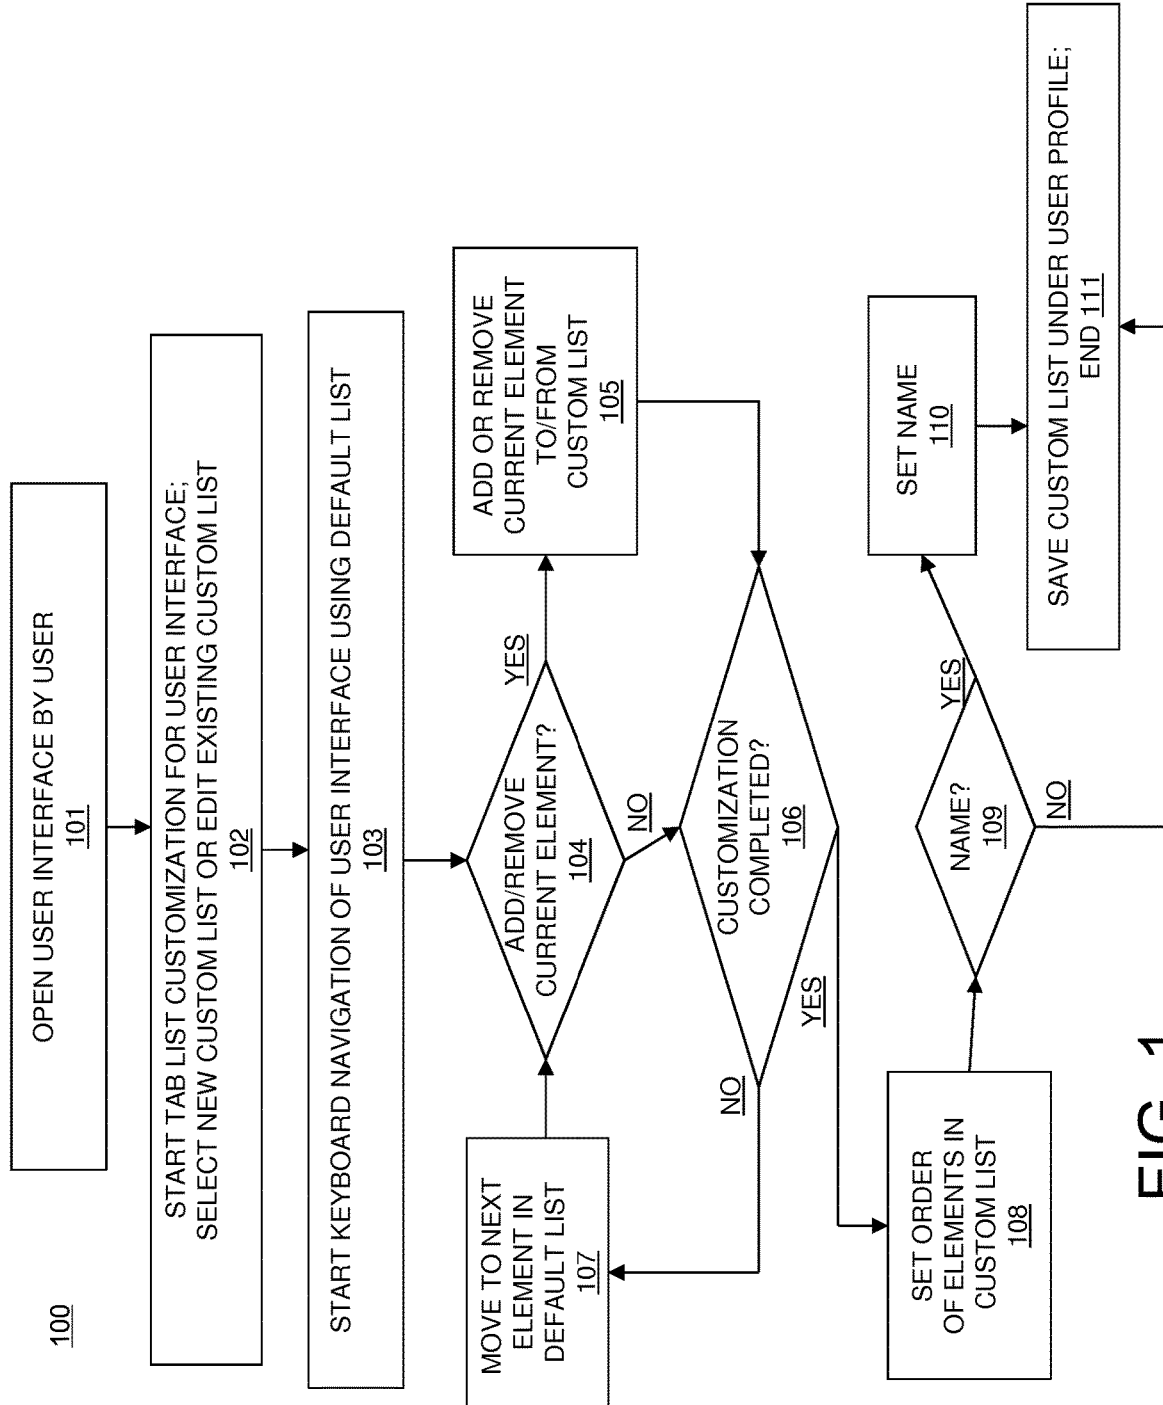 100
OPEN USER INTERFACE BY USER
101
START TAB LIST CUSTOMIZATION FOR USER INTERFACE;
SELECT NEW CUSTOM LIST OR EDIT EXISTING CUSTOM LIST
102
START KEYBOARD NAVIGATION OF USER INTERFACE USING DEFAULT LIST
103
MOVE TO NEXT
ELEMENT IN
DEFAULT LIST
107
ADD/REMOVE
CURRENT ELEMENT?
104
YES
NO
ADD OR REMOVE
CURRENT ELEMENT
TO/FROM
CUSTOM LIST
105
CUSTOMIZATION
COMPLETED?
106
NO
YES
SET ORDER
OF ELEMENTS IN
CUSTOM LIST
108
NAME?
109
YES
NO
SET NAME
110
SAVE CUSTOM LIST UNDER USER PROFILE;
END 111
FIG. 1